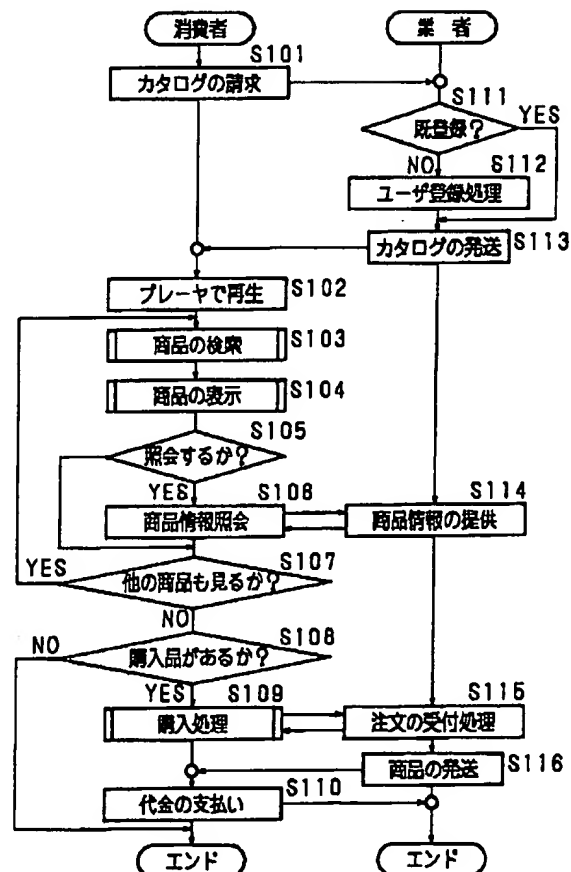 消費者
業者
S101
カタログの請求
S111
既登録?
YES
NO
S112
ユーザ登録処理
カタログの発送
S113
プレーヤで再生
S102
商品の検索
S103
商品の表示
S104
S105
照会するか?
YES
S106
商品情報照会
S114
商品情報の提供
S107
YES
他の商品も見るか?
NO
S108
NO
購入品があるか?
YES
S109
購入処理
S115
注文の受付処理
商品の発送
S116
S110
代金の支払い
エンド
エンド